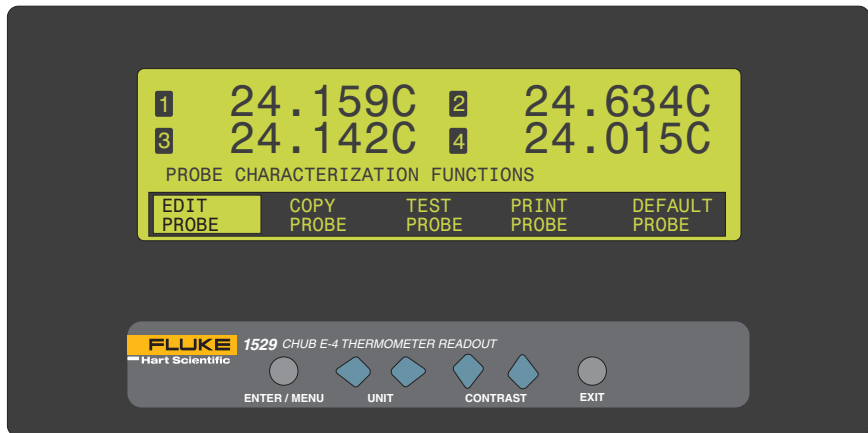 1 24.159C 2 24.634C
3 24.142C 4 24.015C
PROBE CHARACTERIZATION FUNCTIONS
EDIT PROBE COPY PROBE TEST PROBE PRINT PROBE DEFAULT PROBE
FLUKE
Hart Scientific
1529 CHUB E-4 THERMOMETER READOUT
ENTER / MENU UNIT CONTRAST EXIT